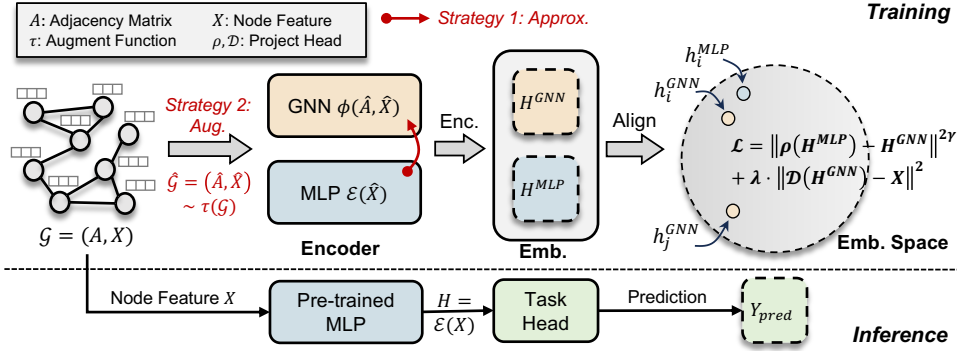 A: Adjacency Matrix
X: Node Feature
τ: Augment Function
ρ, 𝒟: Project Head
Strategy 1: Approx.
Training
Strategy 2:
Aug.
Ĝ = (Â, X̂)
~ τ(G)
G = (A, X)
GNN ϕ(Â, X̂)
MLP ℰ(X̂)
Encoder
Enc.
H^GNN
H^MLP
Emb.
Align
h_i^MLP
h_i^GNN
ℒ = ‖ρ(H^MLP) − H^GNN‖^2γ
+ λ · ‖𝒟(H^GNN) − X‖^2
h_j^GNN
Emb. Space
Node Feature X
Pre-trained
MLP
H =
ℰ(X)
Task
Head
Prediction
Y_pred
Inference